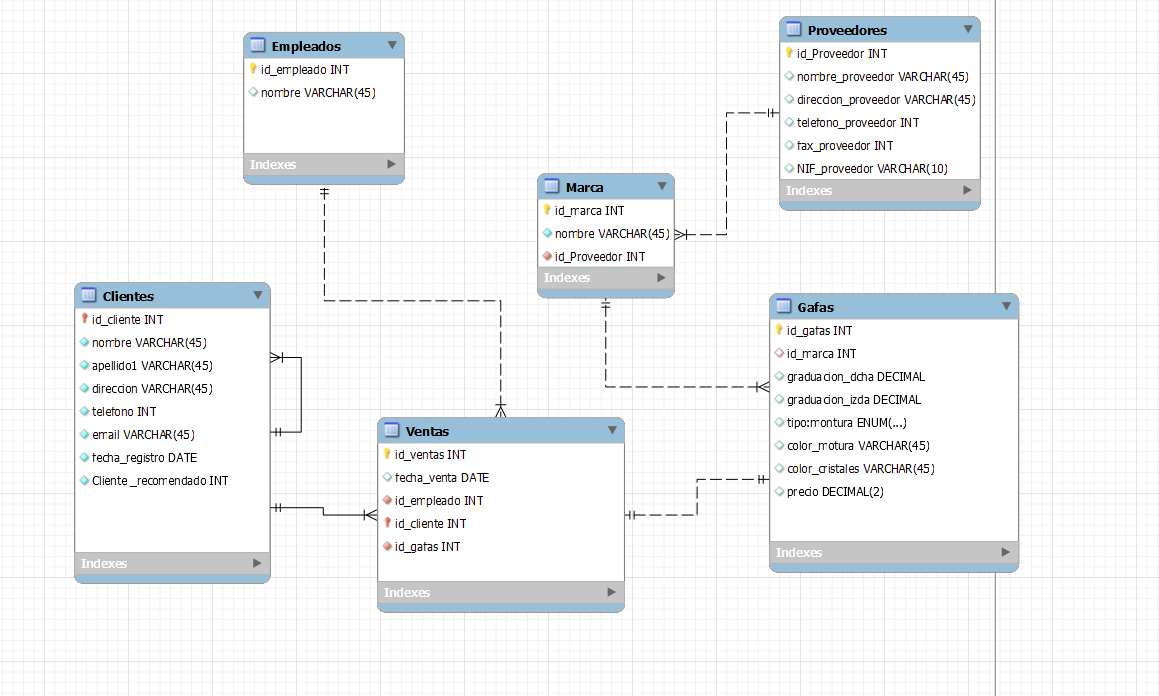 Empleados
id_empleado INT
nombre VARCHAR(45)
Indexes
Proveedores
id_Proveedor INT
nombre_proveedor VARCHAR(45)
direccion_proveedor VARCHAR(45)
telefono_proveedor INT
fax_proveedor INT
NIF_proveedor VARCHAR(10)
Indexes
Marca
id_marca INT
nombre VARCHAR(45)
id_Proveedor INT
Indexes
Clientes
id_cliente INT
nombre VARCHAR(45)
apellido1 VARCHAR(45)
direccion VARCHAR(45)
telefono INT
email VARCHAR(45)
fecha_registro DATE
Cliente _recomendado INT
Indexes
Gafas
id_gafas INT
id_marca INT
graduacion_dcha DECIMAL
graduacion_izda DECIMAL
tipo:montura ENUM(...)
color_motura VARCHAR(45)
color_cristales VARCHAR(45)
precio DECIMAL(2)
Indexes
Ventas
id_ventas INT
fecha_venta DATE
id_empleado INT
id_cliente INT
id_gafas INT
Indexes